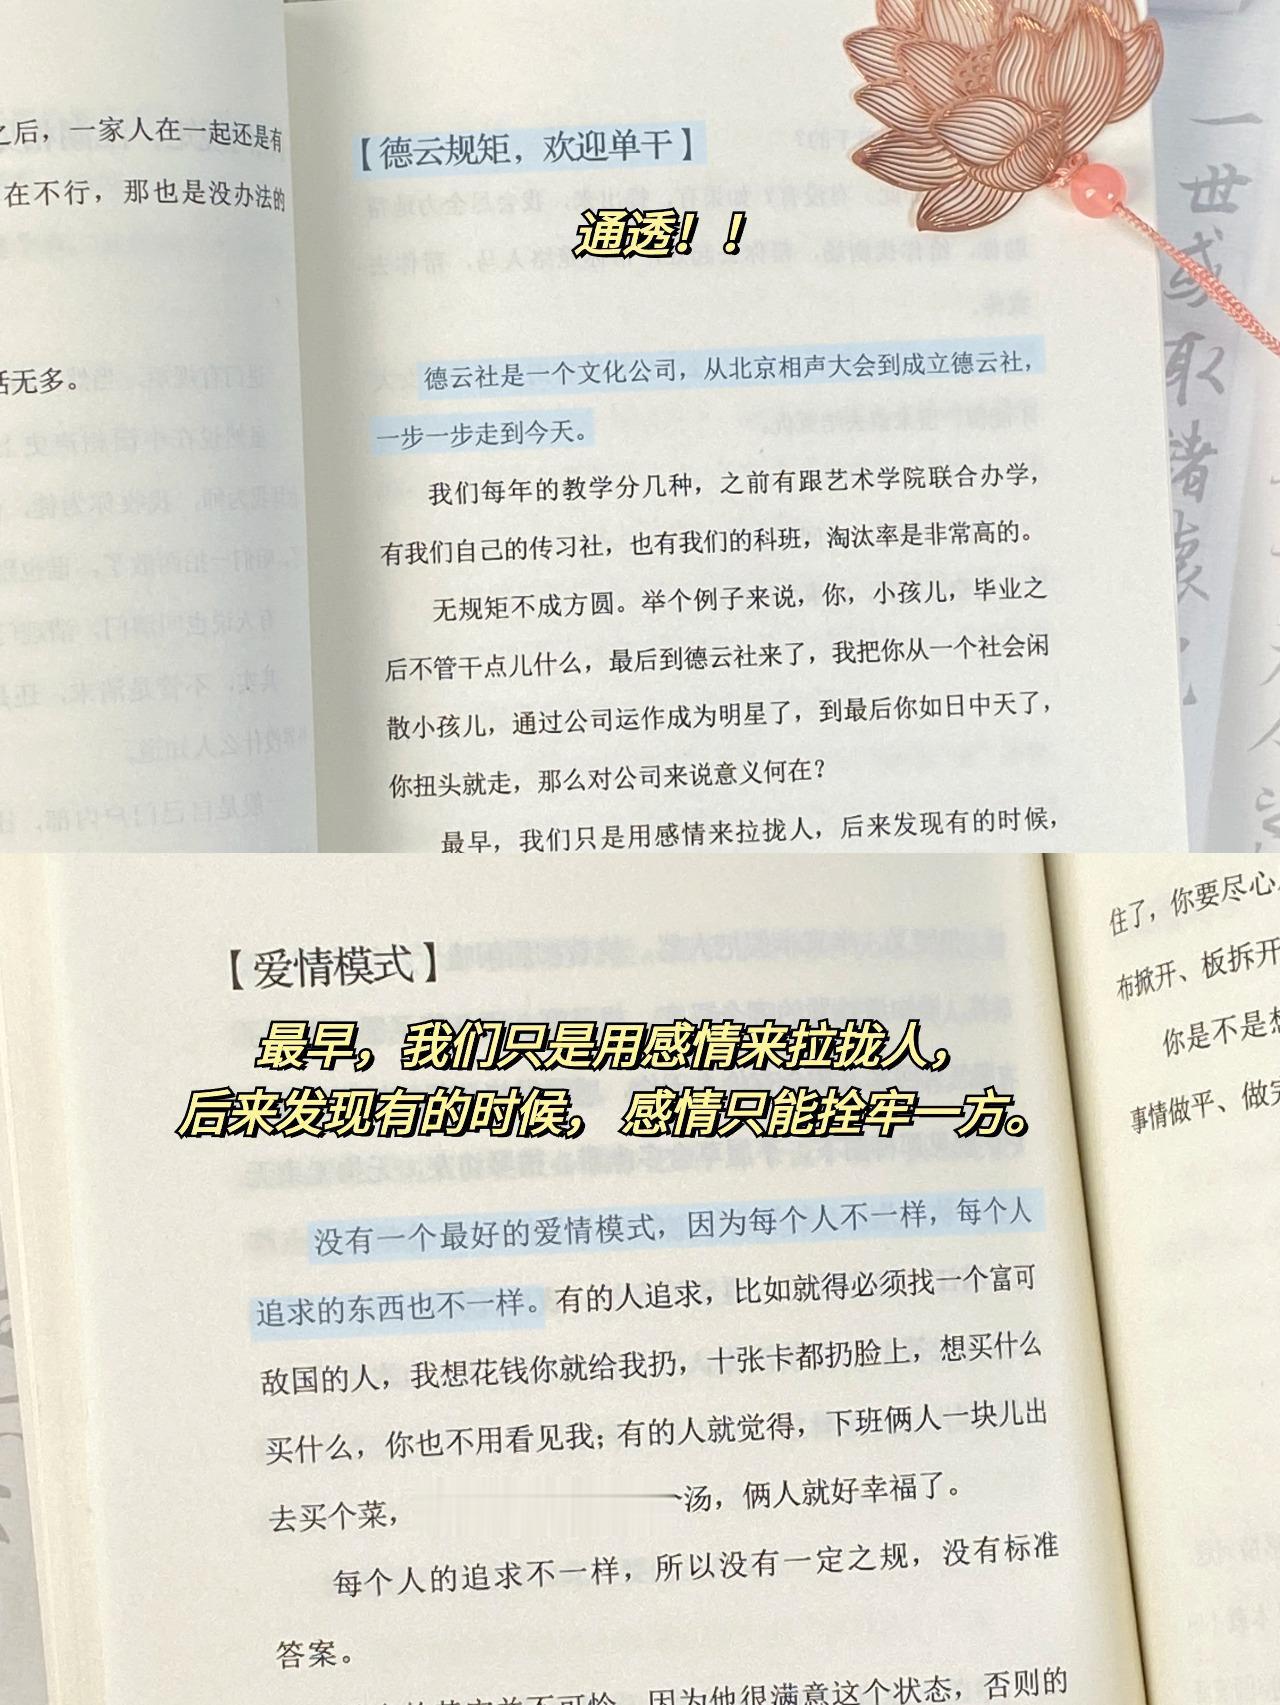 之后，一家人在一起还是有
在不行，那也是没办法的
话无多。
【德云规矩，欢迎单干】
通透！！
德云社是一个文化公司，从北京相声大会到成立德云社，
一步一步走到今天。
我们每年的教学分几种，之前有跟艺术学院联合办学，
有我们自己的传习社，也有我们的科班，淘汰率是非常高的。
无规矩不成方圆。举个例子来说，你，小孩儿，毕业之
后不管干点儿什么，最后到德云社来了，我把你从一个社会闲
散小孩儿，通过公司运作成为明星了，到最后你如日中天了，
你扭头就走，那么对公司来说意义何在？
最早，我们只是用感情来拉拢人，后来发现有的时候，
一世
取诸怀
【爱情模式】
最早，我们只是用感情来拉拢人，
后来发现有的时候， 感情只能拴牢一方。
没有一个最好的爱情模式，因为每个人不一样，每个人
追求的东西也不一样。有的人追求，比如就得必须找一个富可
敌国的人，我想花钱你就给我扔，十张卡都扔脸上，想买什么
买什么，你也不用看见我；有的人就觉得，下班俩人一块儿出
去买个菜，
汤，俩人就好幸福了。
每个人的追求不一样，所以没有一定之规，没有标准
答案。
因为他很满意这个状态，否则的
住了，你要尽心
布掀开、板拆开
你是不是想
事情做平、做完